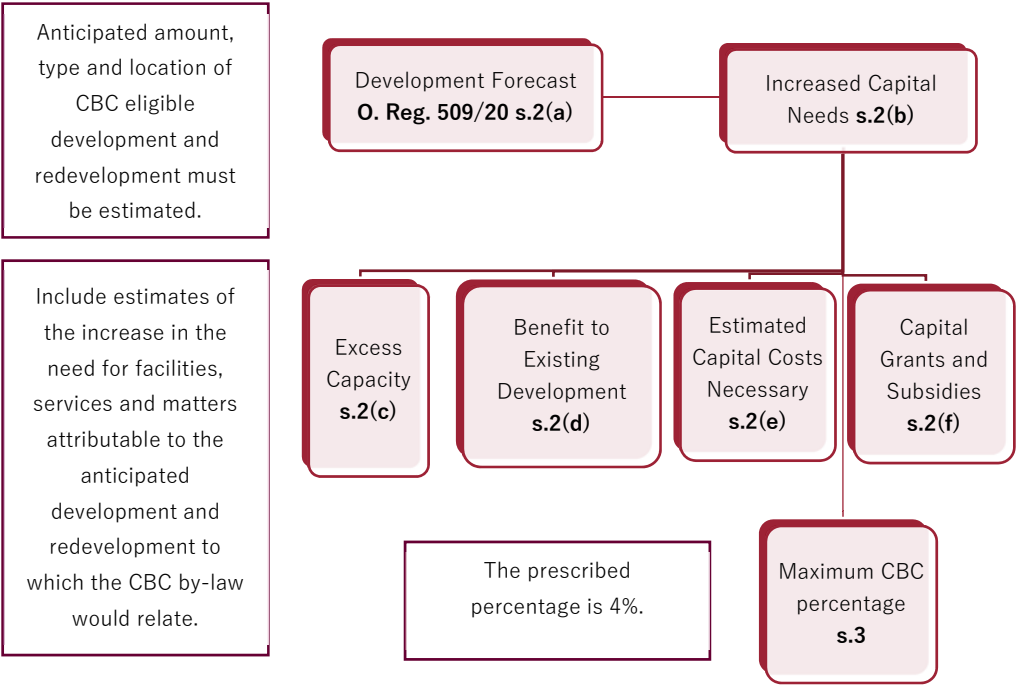 Anticipated amount,
type and location of
CBC eligible
development and
redevelopment must
be estimated.
Development Forecast
O. Reg. 509/20 s.2(a)
Increased Capital
Needs s.2(b)
Include estimates of
the increase in the
need for facilities,
services and matters
attributable to the
anticipated
development and
redevelopment to
which the CBC by-law
would relate.
Excess
Capacity
s.2(c)
Benefit to
Existing
Development
s.2(d)
Estimated
Capital Costs
Necessary
s.2(e)
Capital
Grants and
Subsidies
s.2(f)
The prescribed
percentage is 4%.
Maximum CBC
percentage
s.3